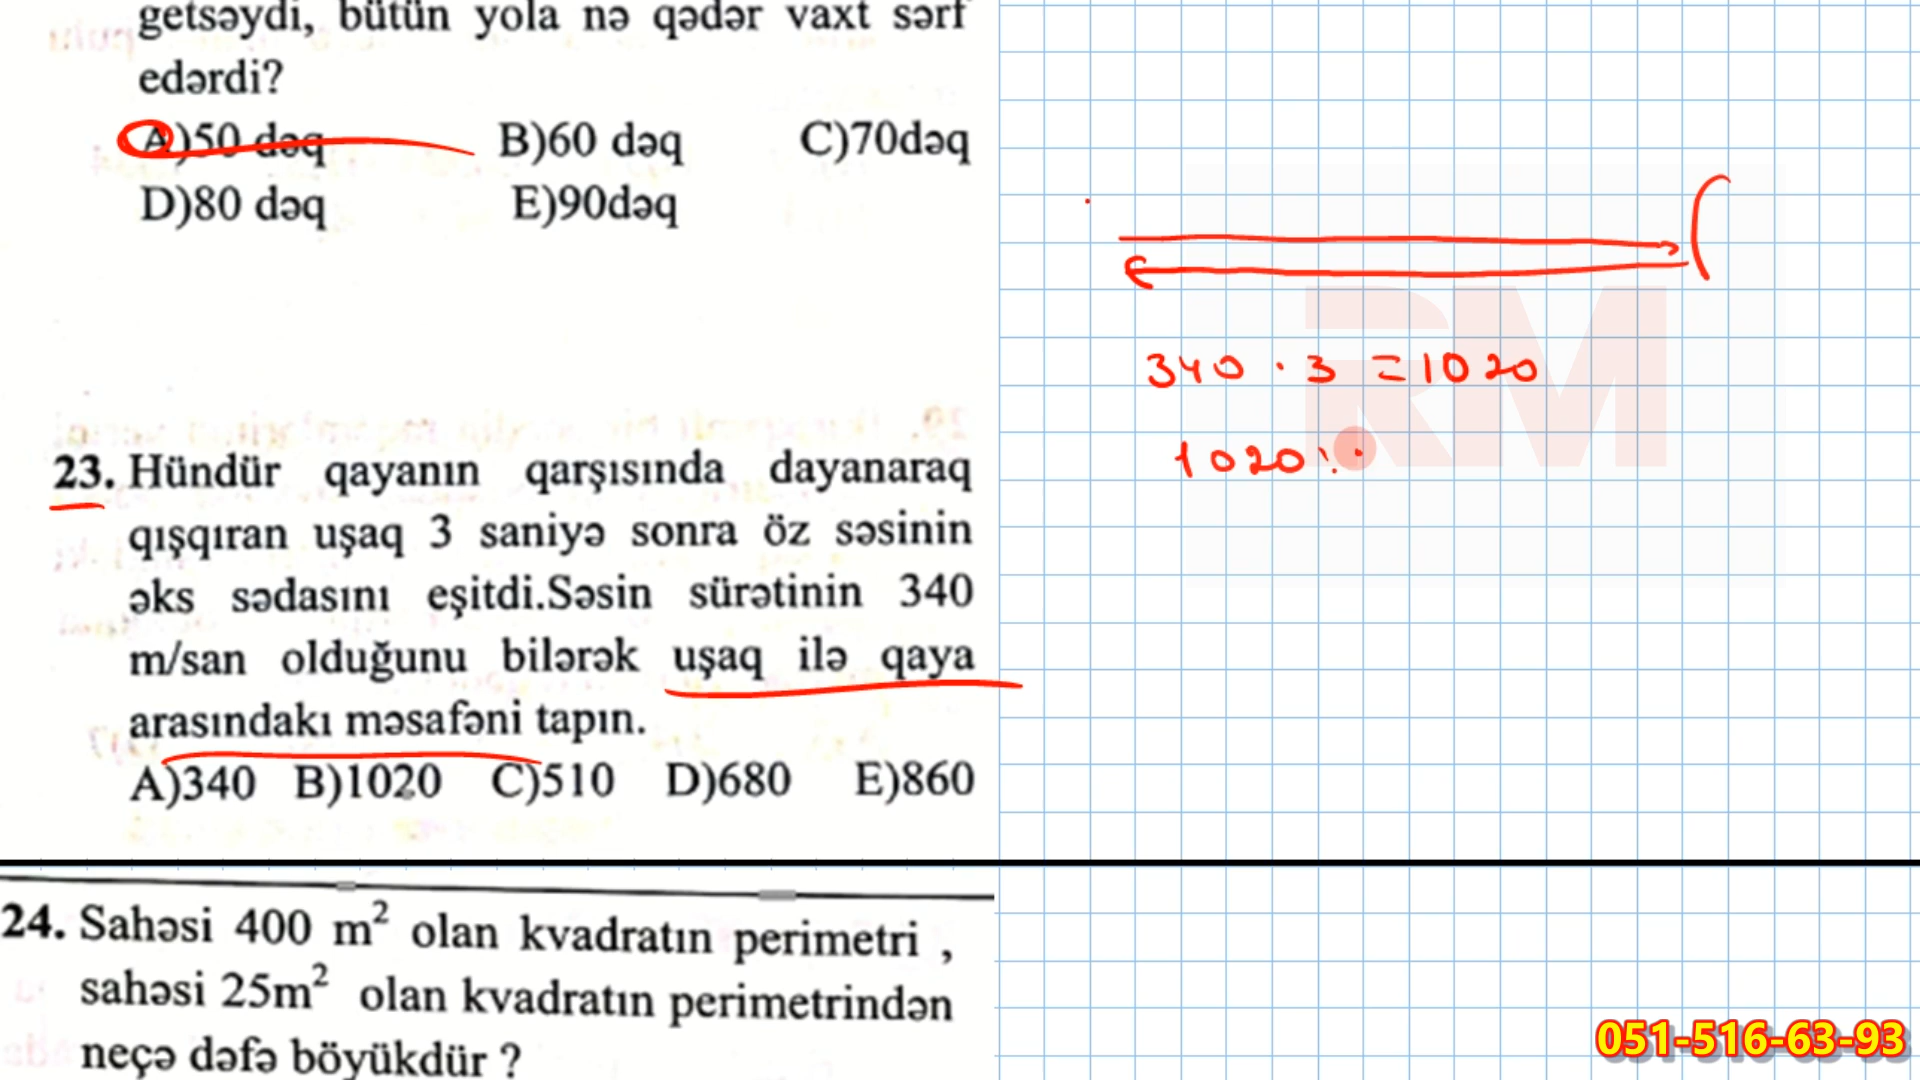 getsəydi, bütün yola nə qədər vaxt sərf
edərdi?
A)50 dəq B)60 dəq C)70dəq
D)80 dəq E)90dəq
23. Hündür qayanın qarşısında dayanaraq
qışqıran uşaq 3 saniyə sonra öz səsinin
əks sədasını eşitdi.Səsin sürətinin 340
m/san olduğunu bilərək uşaq ilə qaya
arasındakı məsafəni tapın.
A)340 B)1020 C)510 D)680 E)860
24. Sahəsi 400 m² olan kvadratın perimetri ,
sahəsi 25m² olan kvadratın perimetrindən
neçə dəfə böyükdür ?
340 · 3 = 1020
1020:
RM
051-516-63-93